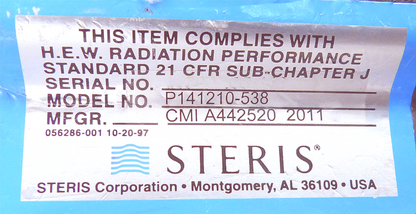 THIS ITEM COMPLIES WITH
H.E.W. RADIATION PERFORMANCE
STANDARD 21 CFR SUB-CHAPTER J
SERIAL NO.
MODEL NO. P141210-538
MFGR. CMI A442520 2011
056286-001 10-20-97
STERIS®
STERIS Corporation • Montgomery, AL 36109 • USA